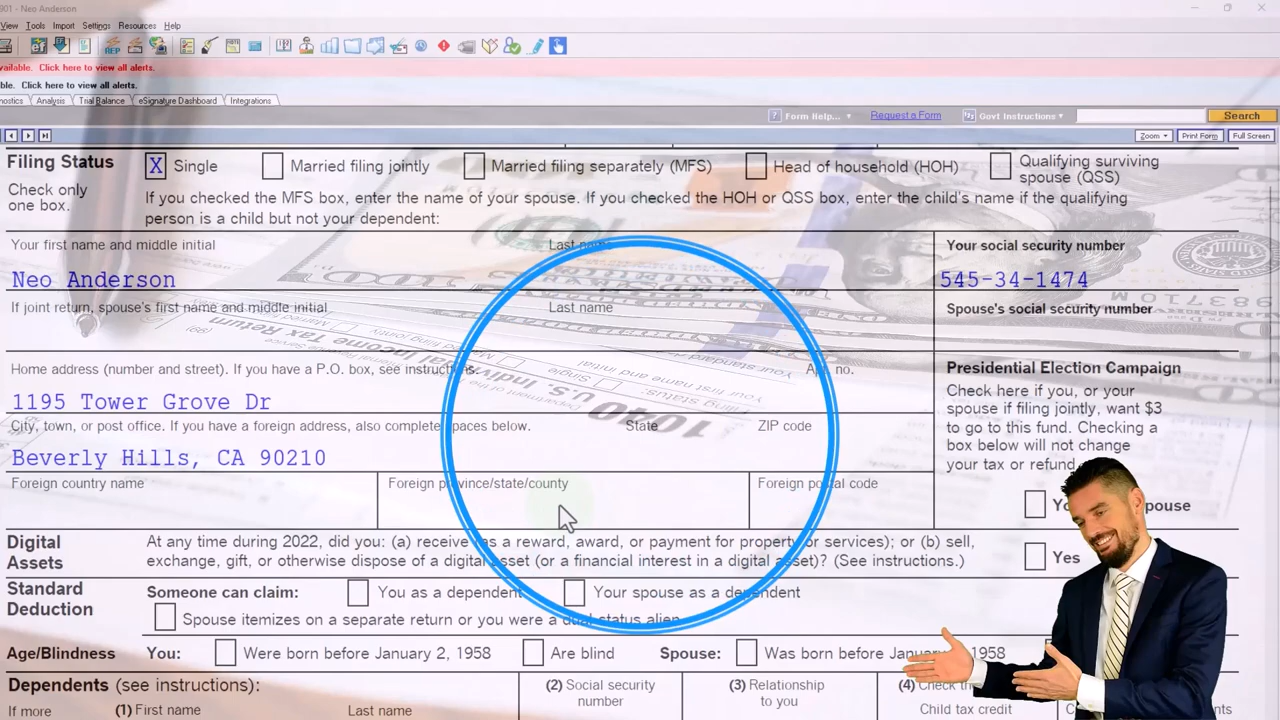 901 - Neo Anderson
View Tools Import Settings Resources Help
vailable. Click here to view all alerts.
ble. Click here to view all alerts.
nostics Analysis Trial Balance eSignature Dashboard Integrations
Form Help... Request a Form Govt Instructions Search
Zoom Print Form Full Screen
Filing Status X Single Married filing jointly Married filing separately (MFS) Head of household (HOH) Qualifying surviving
spouse (QSS)
Check only
one box.
If you checked the MFS box, enter the name of your spouse. If you checked the HOH or QSS box, enter the child's name if the qualifying
person is a child but not your dependent:
Your first name and middle initial Last name Your social security number
Neo Anderson 545-34-1474
If joint return, spouse's first name and middle initial Last name Spouse's social security number
Home address (number and street). If you have a P.O. box, see instructions. Apt. no.
1195 Tower Grove Dr
City, town, or post office. If you have a foreign address, also complete spaces below. State ZIP code
Beverly Hills, CA 90210
Foreign country name Foreign province/state/county Foreign postal code
Presidential Election Campaign
Check here if you, or your
spouse if filing jointly, want $3
to go to this fund. Checking a
box below will not change
your tax or refund.
Digital
Assets
At any time during 2022, did you: (a) receive (as a reward, award, or payment for property or services); or (b) sell,
exchange, gift, or otherwise dispose of a digital asset (or a financial interest in a digital asset)? (See instructions.) Yes
Standard
Deduction
Someone can claim: You as a dependent Your spouse as a dependent
Spouse itemizes on a separate return or you were a dual-status alien
Age/Blindness You: Were born before January 2, 1958 Are blind Spouse: Was born before January 2, 1958
Dependents (see instructions): (2) Social security
number (3) Relationship
to you (4)
If more (1) First name Last name Child tax credit
1040 U.S. Individual Income Tax Return